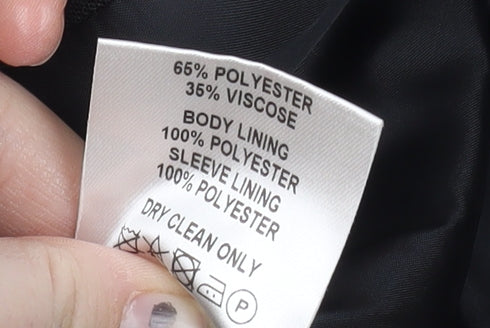 65% POLYESTER
35% VISCOSE
BODY LINING
100% POLYESTER
SLEEVE LINING
100% POLYESTER
DRY CLEAN ONLY
P